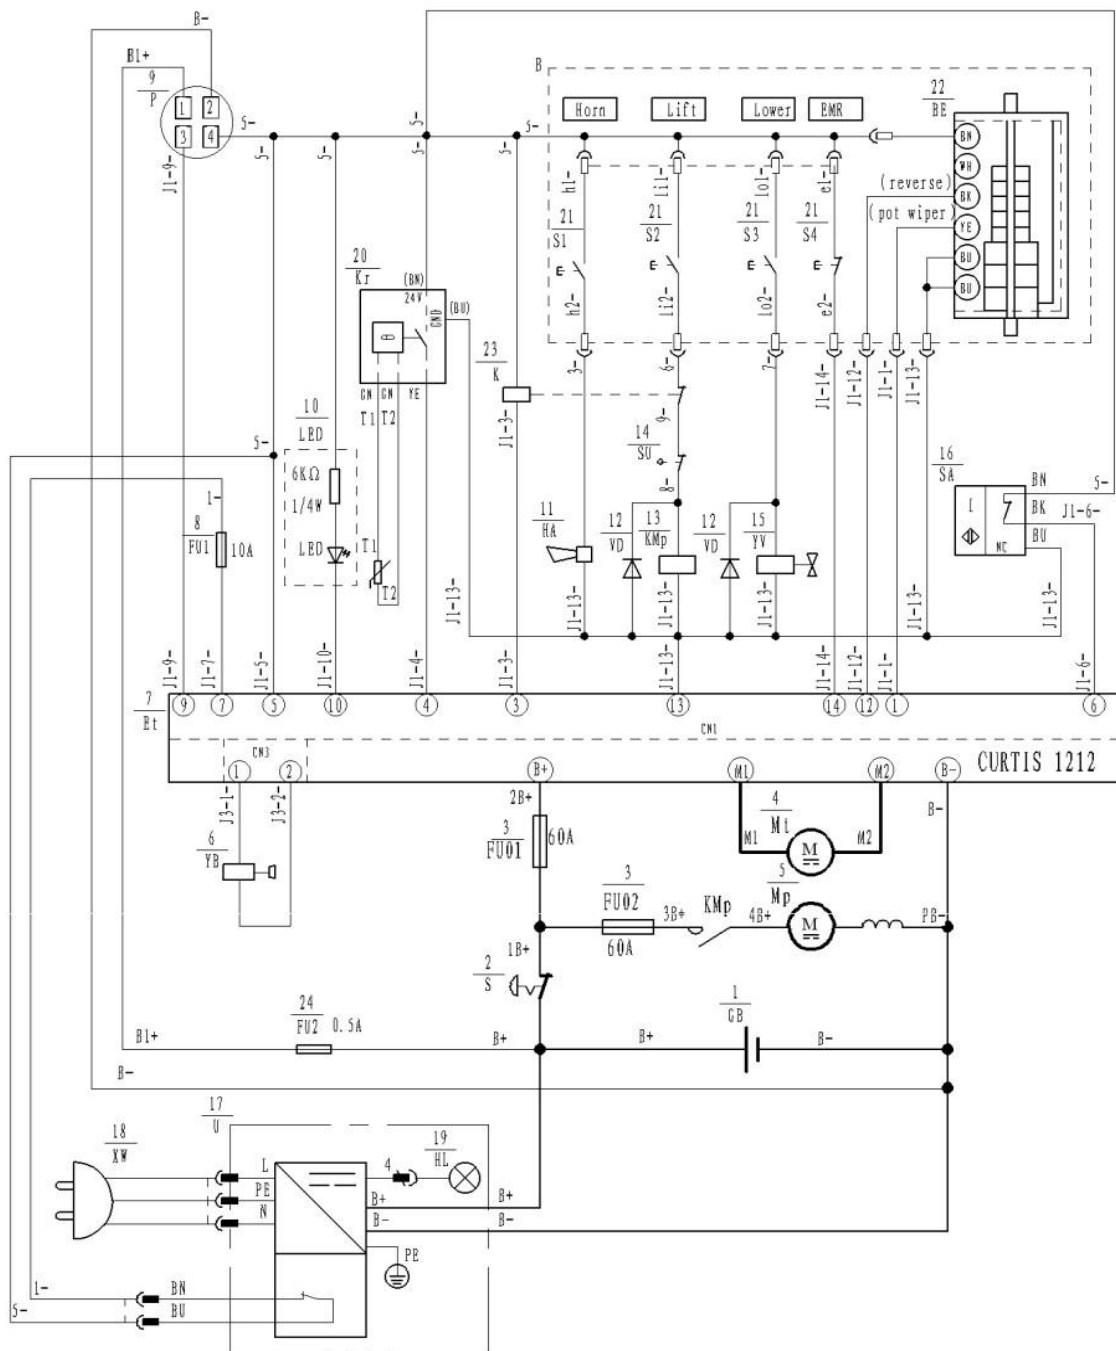 B-
B1+
9
P
1 2
3 4
5-
B
Horn Lift Lower EMR
22
BE
BN
WH
(reverse) BK
(pot wiper) YE
BU
BU
J1-9-
5- 5- 5- 5- 5-
h1- li1- lo1- e1-
21 21 21 21
S1 S2 S3 S4
E E E
h2- li2- lo2- e2-
20
Kr
(BN)
24V
GND
(BU)
θ
GN GN YE
T1 T2
23
K
J1-3-
3- 6- 7- J1-14- J1-12- J1-1- J1-13-
9-
14
SU
8-
16
SA
BN 5-
BK J1-6-
BU
NC
10
LED
6KΩ
1/4W
LED
5-
1-
8
FU1
10A
T1
T2
11
HA
12
VD
13
KMp
12
VD
15
YV
J1-13- J1-13- J1-13- J1-13- J1-13- J1-13-
J1-9- J1-7- J1-5- J1-10- J1-4- J1-3- J1-13- J1-14- J1-12- J1-1- J1-6-
7
Et
9 7 5 10 4 3 13 14 12 1 6
CN1
CN3
1 2 B+ M1 M2 B-
CURTIS 1212
J3-1- J3-2-
2B+
3
FU01
60A
4
Mt
M1 M M2
B-
6
YB
3
FU02
60A
3B+
KMp
4B+
5
Mp
M
PB-
1B+
2
S
24
FU2 0.5A
B1+
B+
B+
1
GB
B-
B-
17
U
18
XW
L
PE
N
4
19
HL
B+ B+
B- B-
PE
1- BN
5- BU